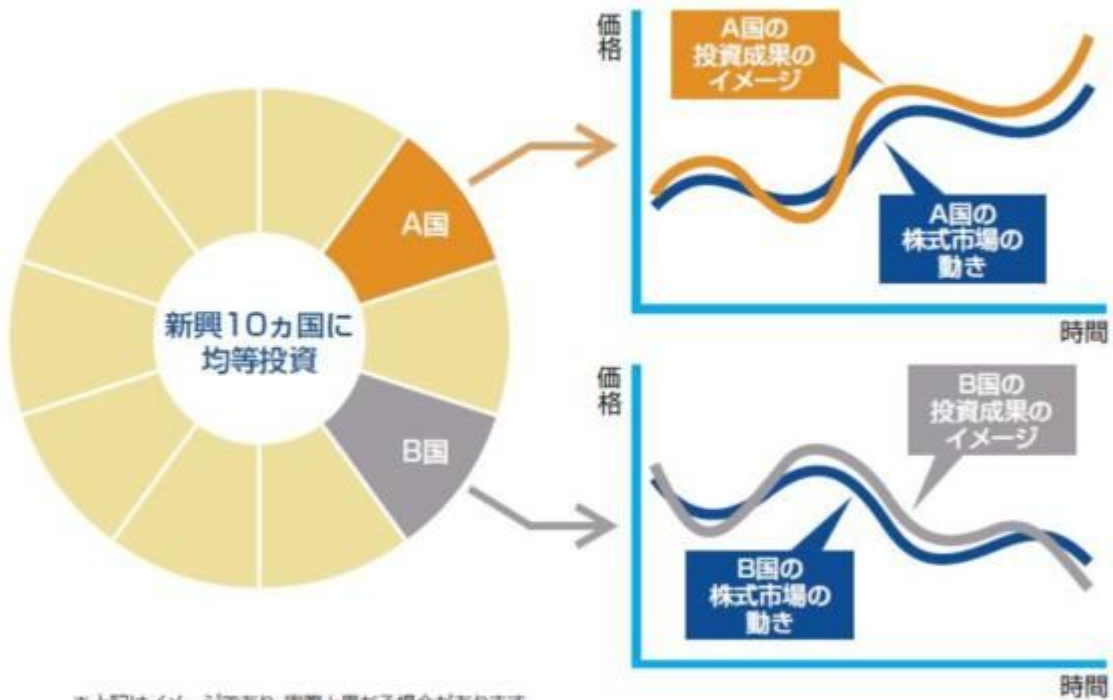 新興10ヵ国に
均等投資
A国
B国
価格
A国の
投資成果の
イメージ
A国の
株式市場の
動き
時間
価格
B国の
投資成果の
イメージ
B国の
株式市場の
動き
時間